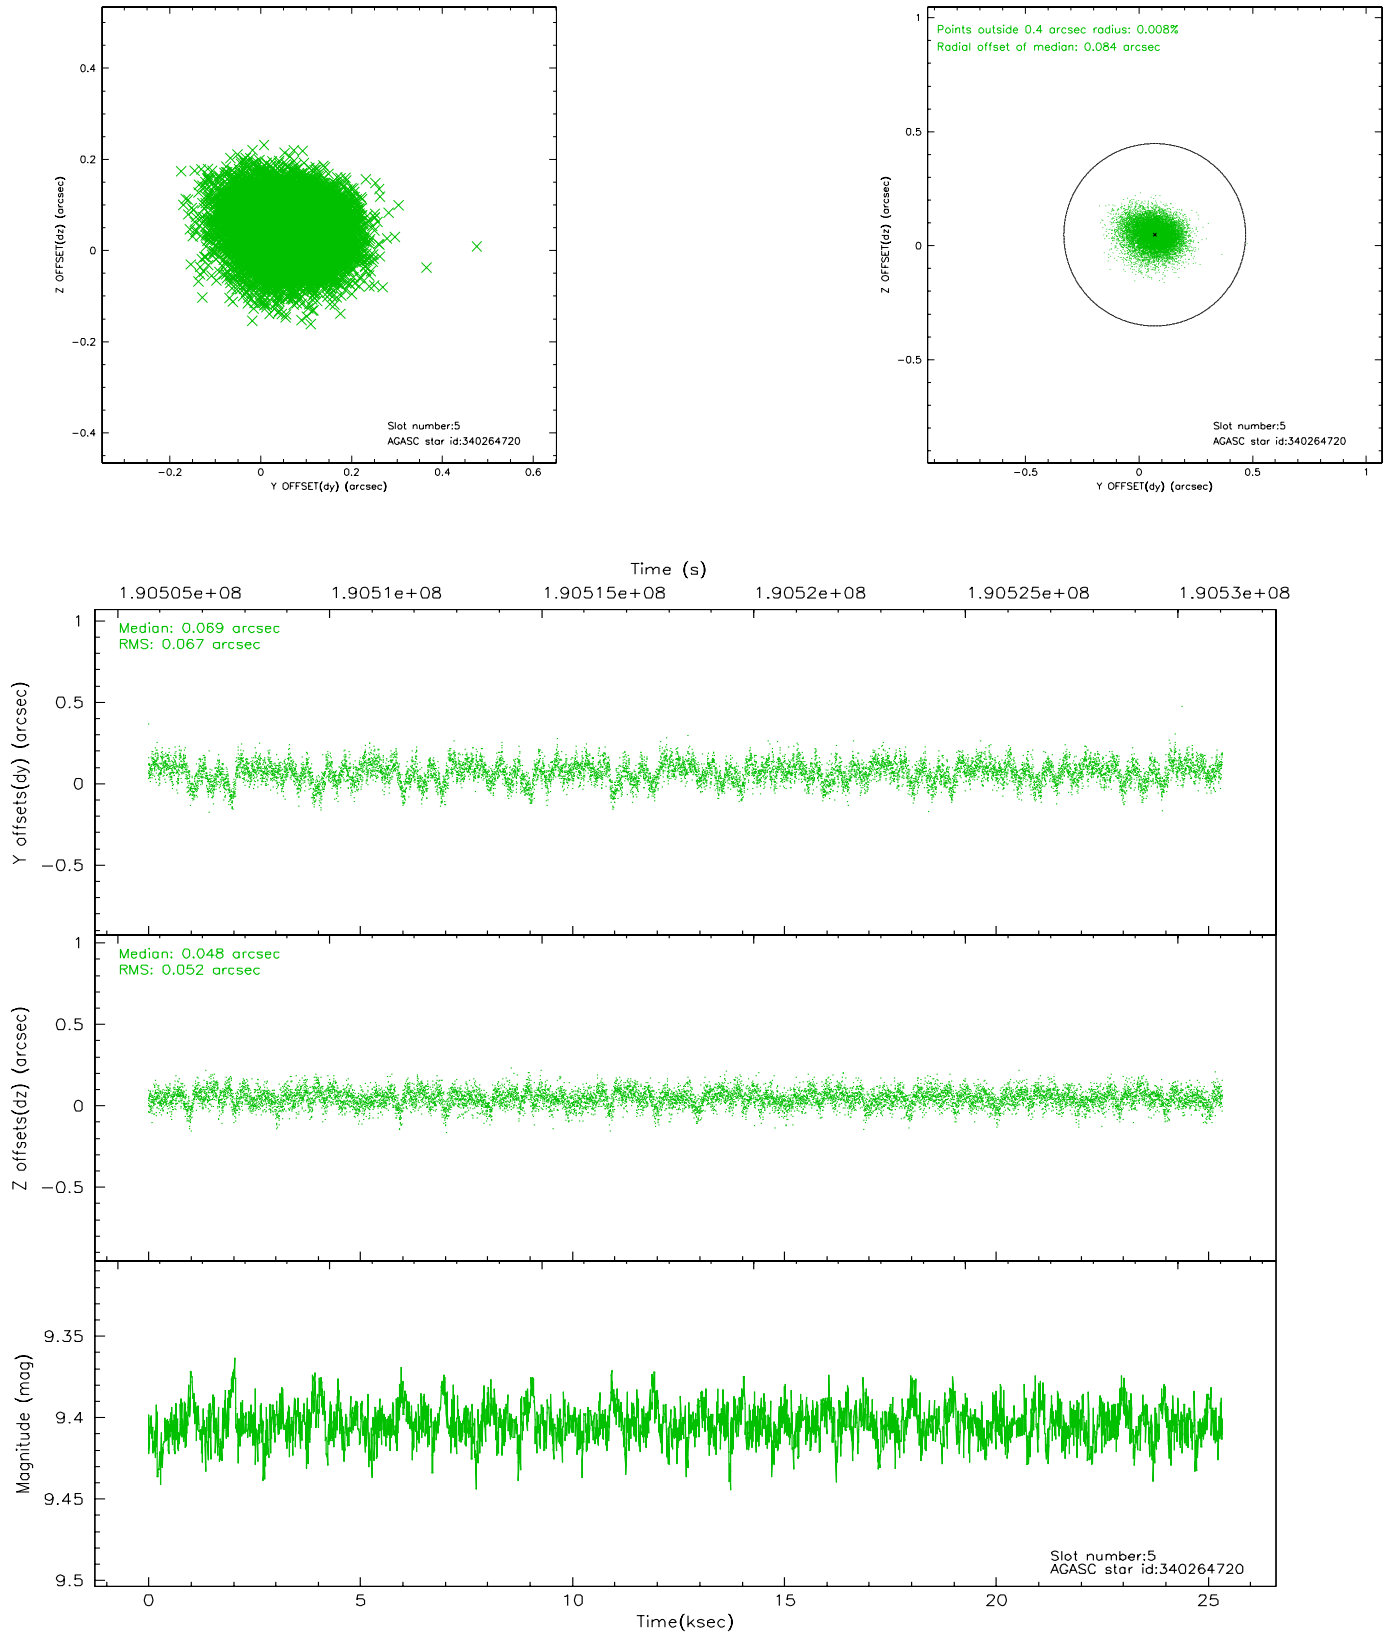 0.4
0.2
0
-0.2
-0.4
Z OFFSET(dz) (arcsec)
Slot number:5
AGASC star id:340264720
-0.2 0 0.2 0.4 0.6
Y OFFSET(dy) (arcsec)
Points outside 0.4 arcsec radius: 0.008%
Radial offset of median: 0.084 arcsec
1
0.5
0
-0.5
Z OFFSET(dz) (arcsec)
Slot number:5
AGASC star id:340264720
-0.5 0 0.5 1
Y OFFSET(dy) (arcsec)
Time (s)
1.90505e+08 1.9051e+08 1.90515e+08 1.9052e+08 1.90525e+08 1.9053e+08
Median: 0.069 arcsec
RMS: 0.067 arcsec
1
0.5
0
-0.5
Y offsets(dy) (arcsec)
Median: 0.048 arcsec
RMS: 0.052 arcsec
1
0.5
0
-0.5
Z offsets(dz) (arcsec)
9.35
9.4
9.45
9.5
Magnitude (mag)
Slot number:5
AGASC star id:340264720
0 5 10 15 20 25
Time(ksec)